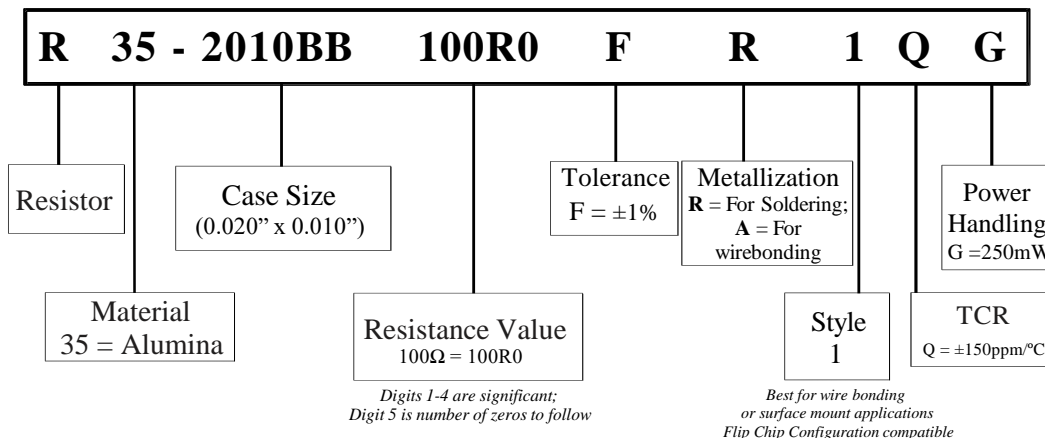 R 35 - 2010BB 100R0 F R 1 Q G
Resistor
Case Size
(0.020” x 0.010”)
Tolerance
F = ±1%
Metallization
R = For Soldering;
A = For
wirebonding
Power
Handling
G =250mW
Material
35 = Alumina
Resistance Value
100Ω = 100R0
Digits 1-4 are significant;
Digit 5 is number of zeros to follow
Style
1
Best for wire bonding
or surface mount applications
Flip Chip Configuration compatible
TCR
Q = ±150ppm/ºC